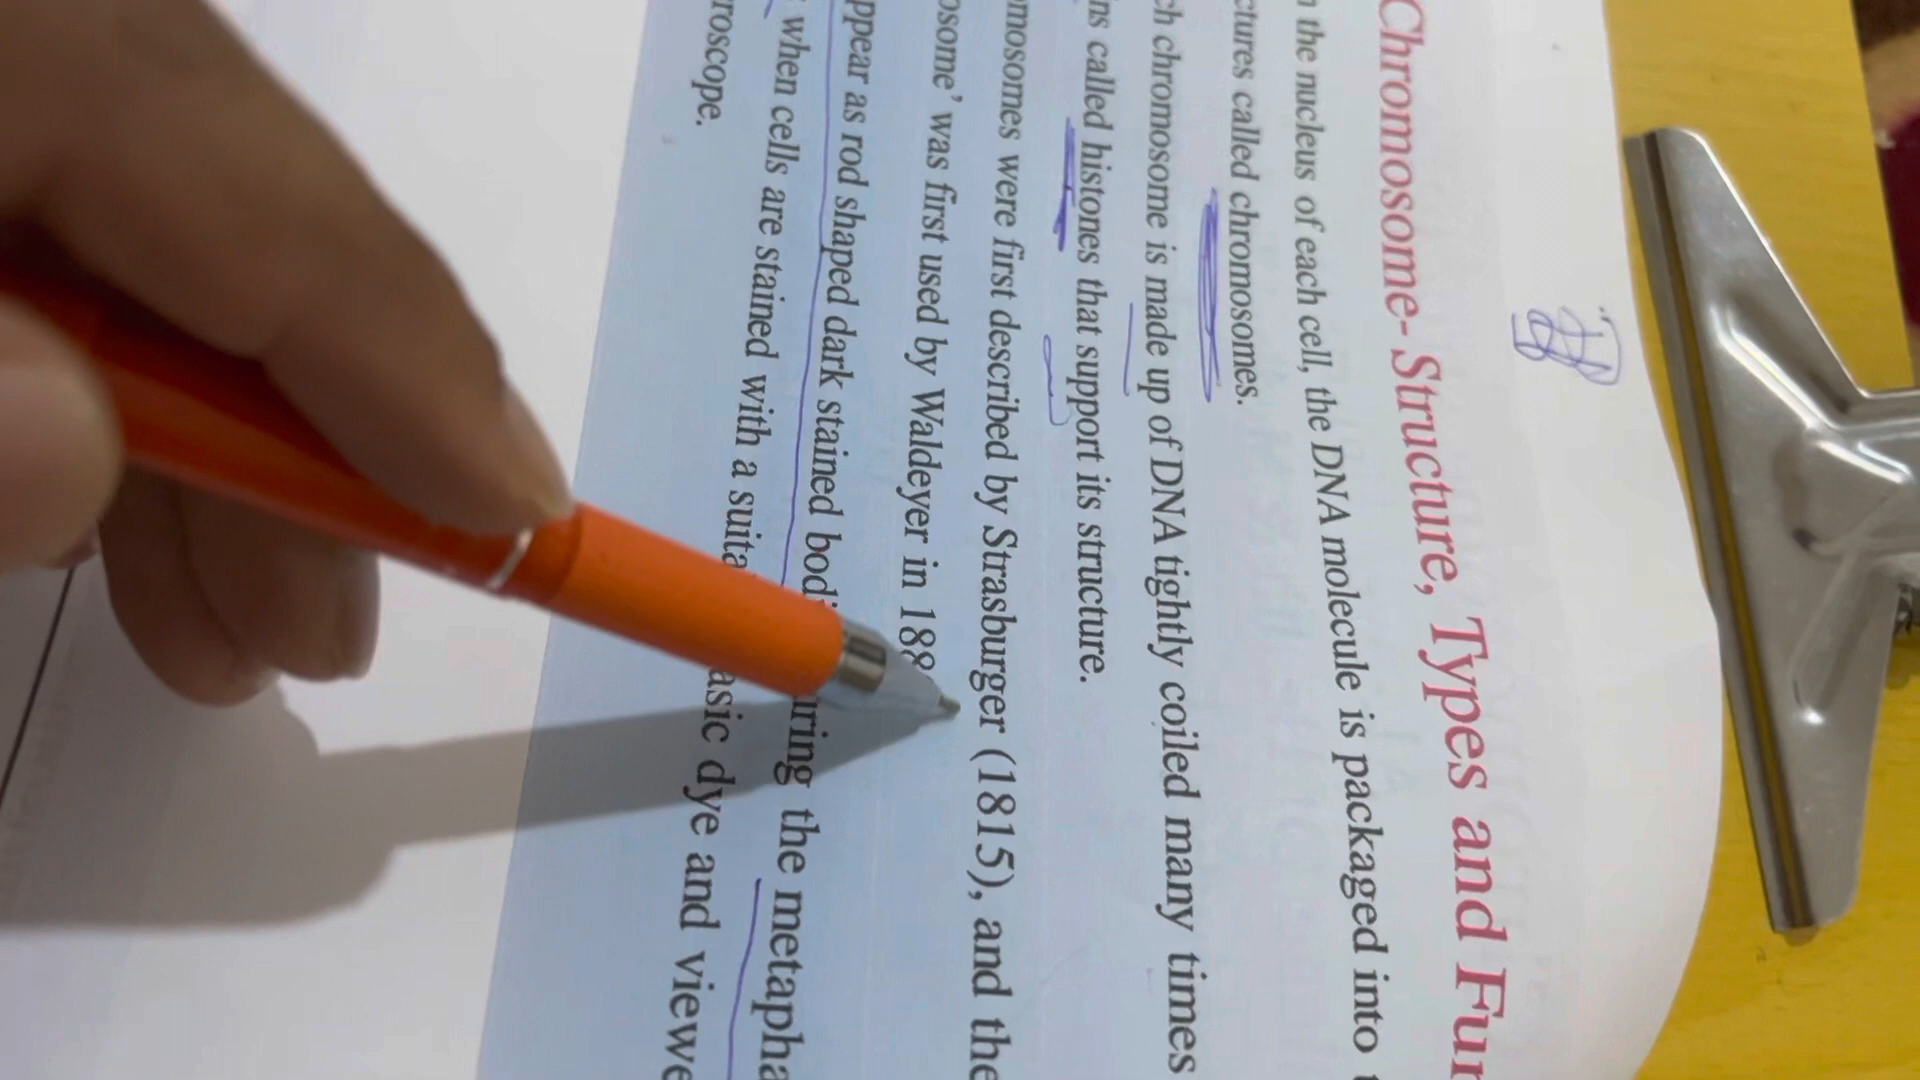 Chromosome- Structure, Types and Fun
the nucleus of each cell, the DNA molecule is packaged into
ctures called chromosomes.
ch chromosome is made up of DNA tightly coiled many times
ins called histones that support its structure.
omosomes were first described by Strasburger (1815), and the
osome’ was first used by Waldeyer in 188
ppear as rod shaped dark stained bodi uring the metapha
when cells are stained with a suita asic dye and viewe
roscope.